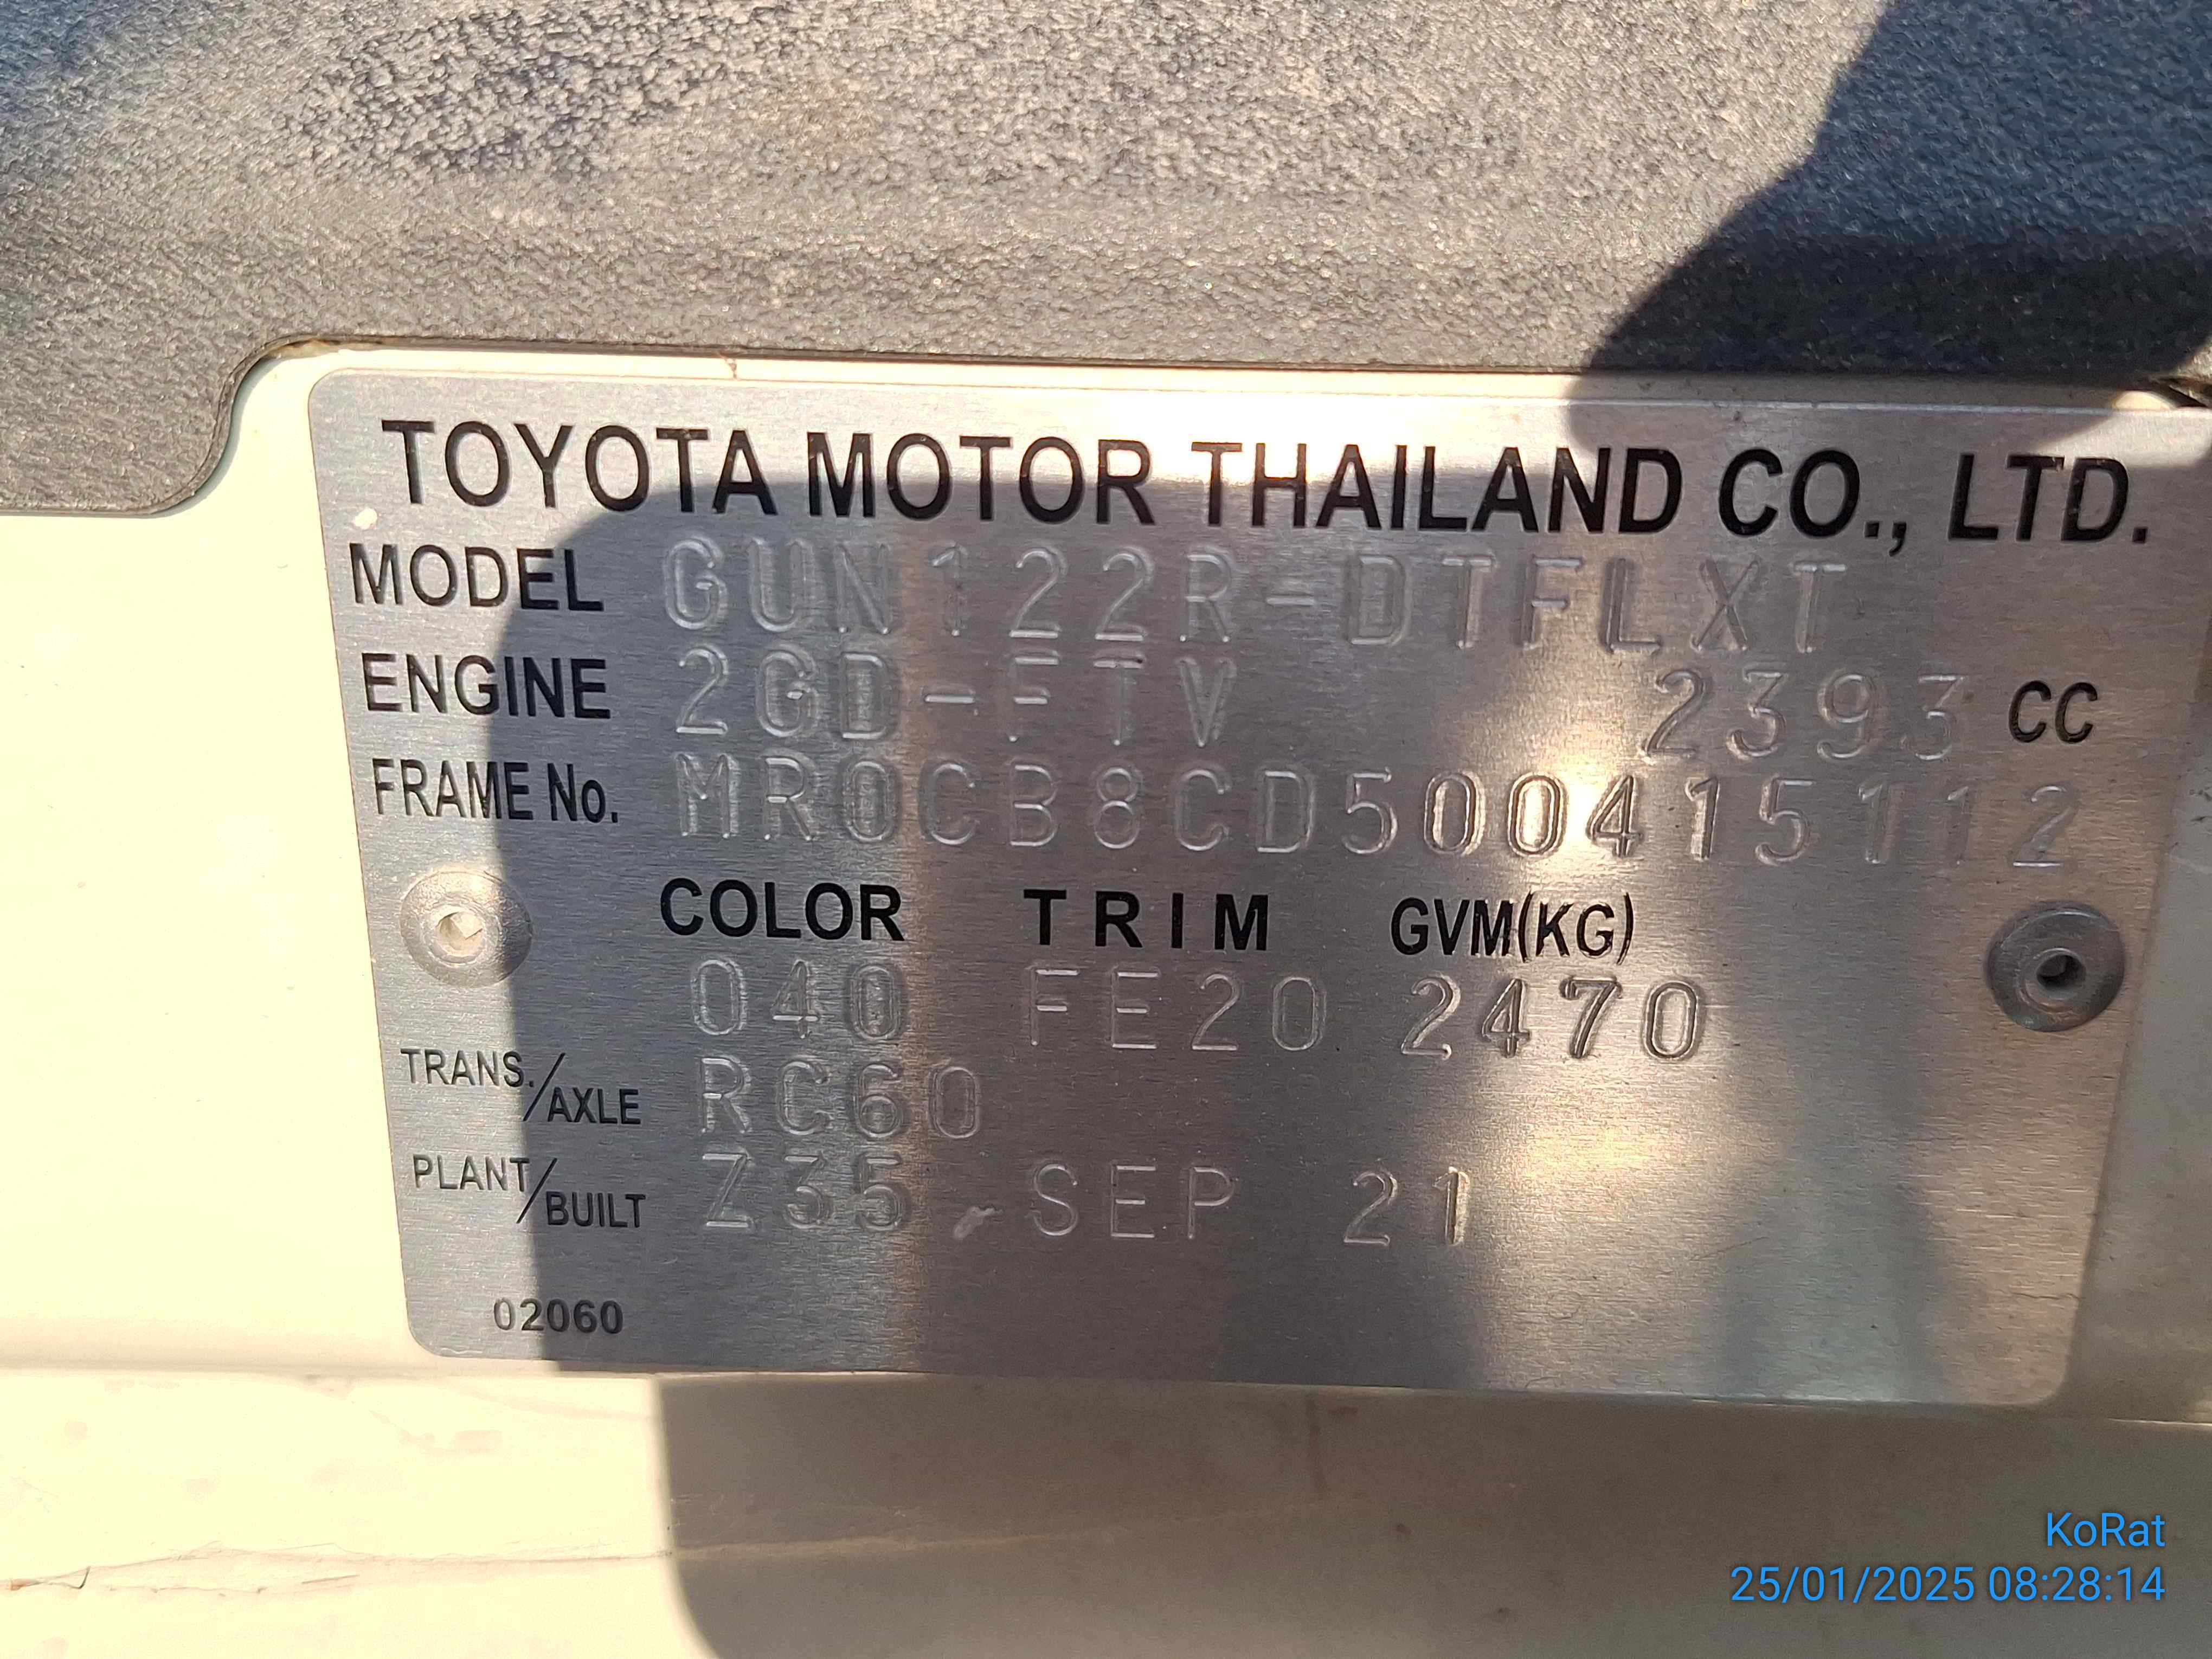 TOYOTA MOTOR THAILAND CO., LTD.
MODEL GUN122R-DTFLXT
ENGINE 2GD-FTV 2393 CC
FRAME No. MR0CB8CD500415112
COLOR TRIM GVM(KG)
040 FE20 2470
TRANS./AXLE RC60
PLANT/BUILT Z35 SEP 21
02060
KoRat
25/01/2025 08:28:14